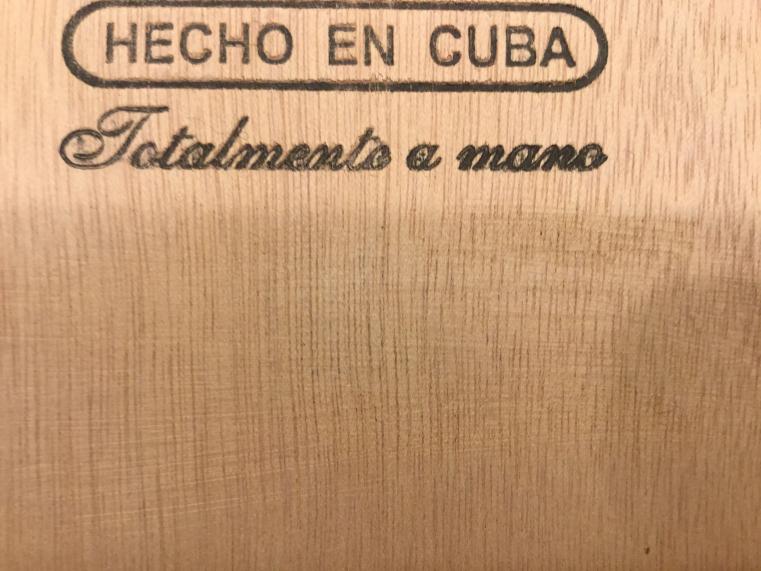 HECHO EN CUBA
Totalmente a mano